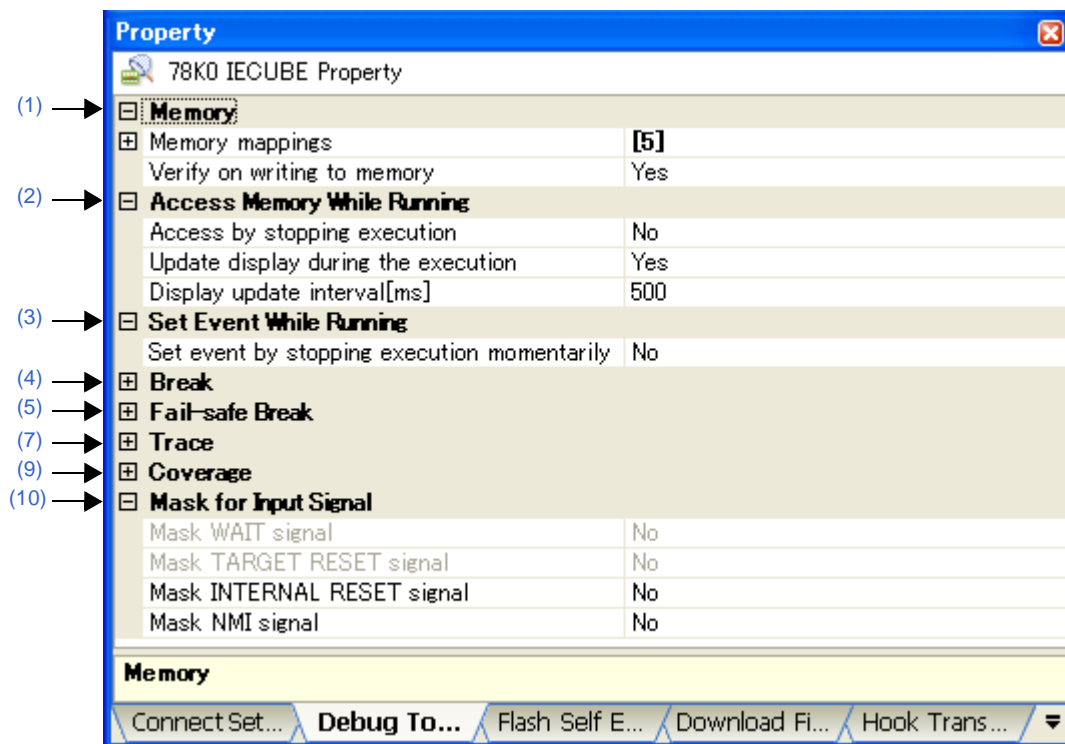 Property
78K0 IECUBE Property
(1) Memory
Memory mappings [5]
Verify on writing to memory Yes
(2) Access Memory While Running
Access by stopping execution No
Update display during the execution Yes
Display update interval[ms] 500
(3) Set Event While Running
Set event by stopping execution momentarily No
(4) Break
(5) Fail-safe Break
(7) Trace
(9) Coverage
(10) Mask for Input Signal
Mask WAIT signal No
Mask TARGET RESET signal No
Mask INTERNAL RESET signal No
Mask NMI signal No
Memory
Connect Set... Debug To... Flash Self E... Download Fi... Hook Trans...